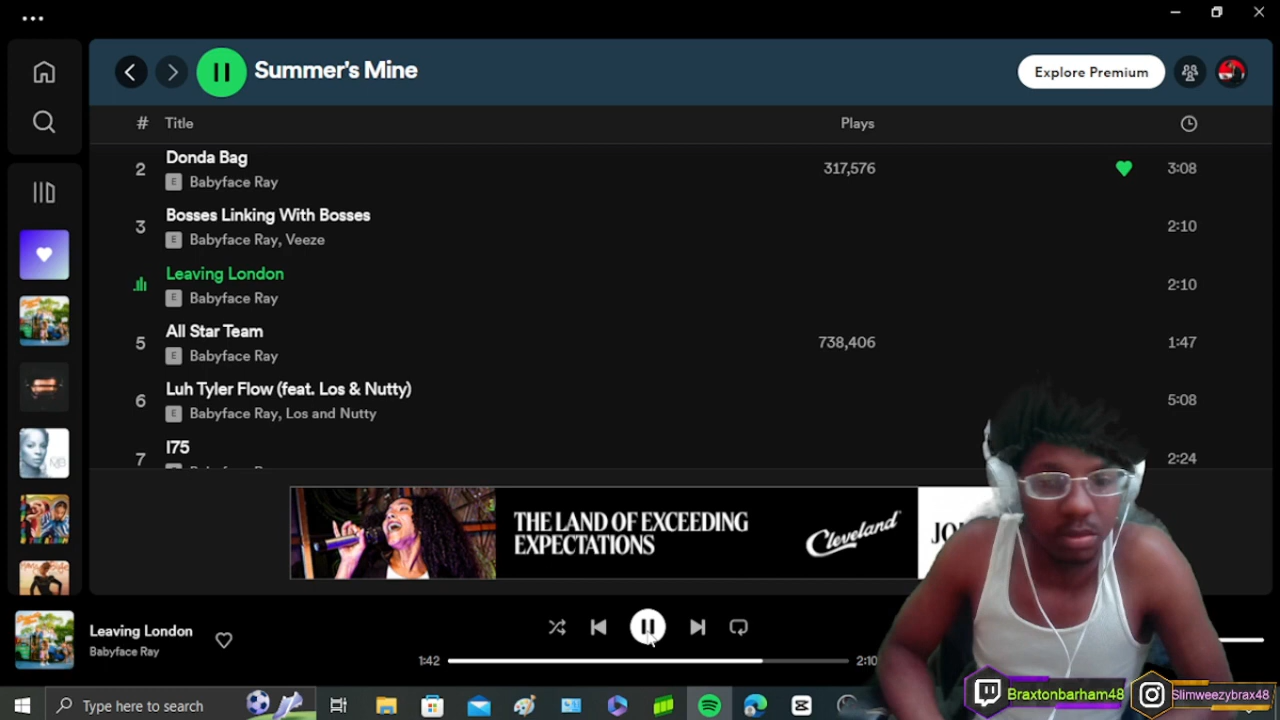 Summer's Mine
Explore Premium
# Title Plays
2 Donda Bag 317,576 3:08
E Babyface Ray
3 Bosses Linking With Bosses 2:10
E Babyface Ray, Veeze
Leaving London 2:10
E Babyface Ray
5 All Star Team 738,406 1:47
E Babyface Ray
6 Luh Tyler Flow (feat. Los & Nutty) 5:08
E Babyface Ray, Los and Nutty
7 I75 2:24
THE LAND OF EXCEEDING
EXPECTATIONS
Cleveland
Leaving London
Babyface Ray
1:42 2:10
Type here to search
Braxtonbarham48
Slimweezybrax48